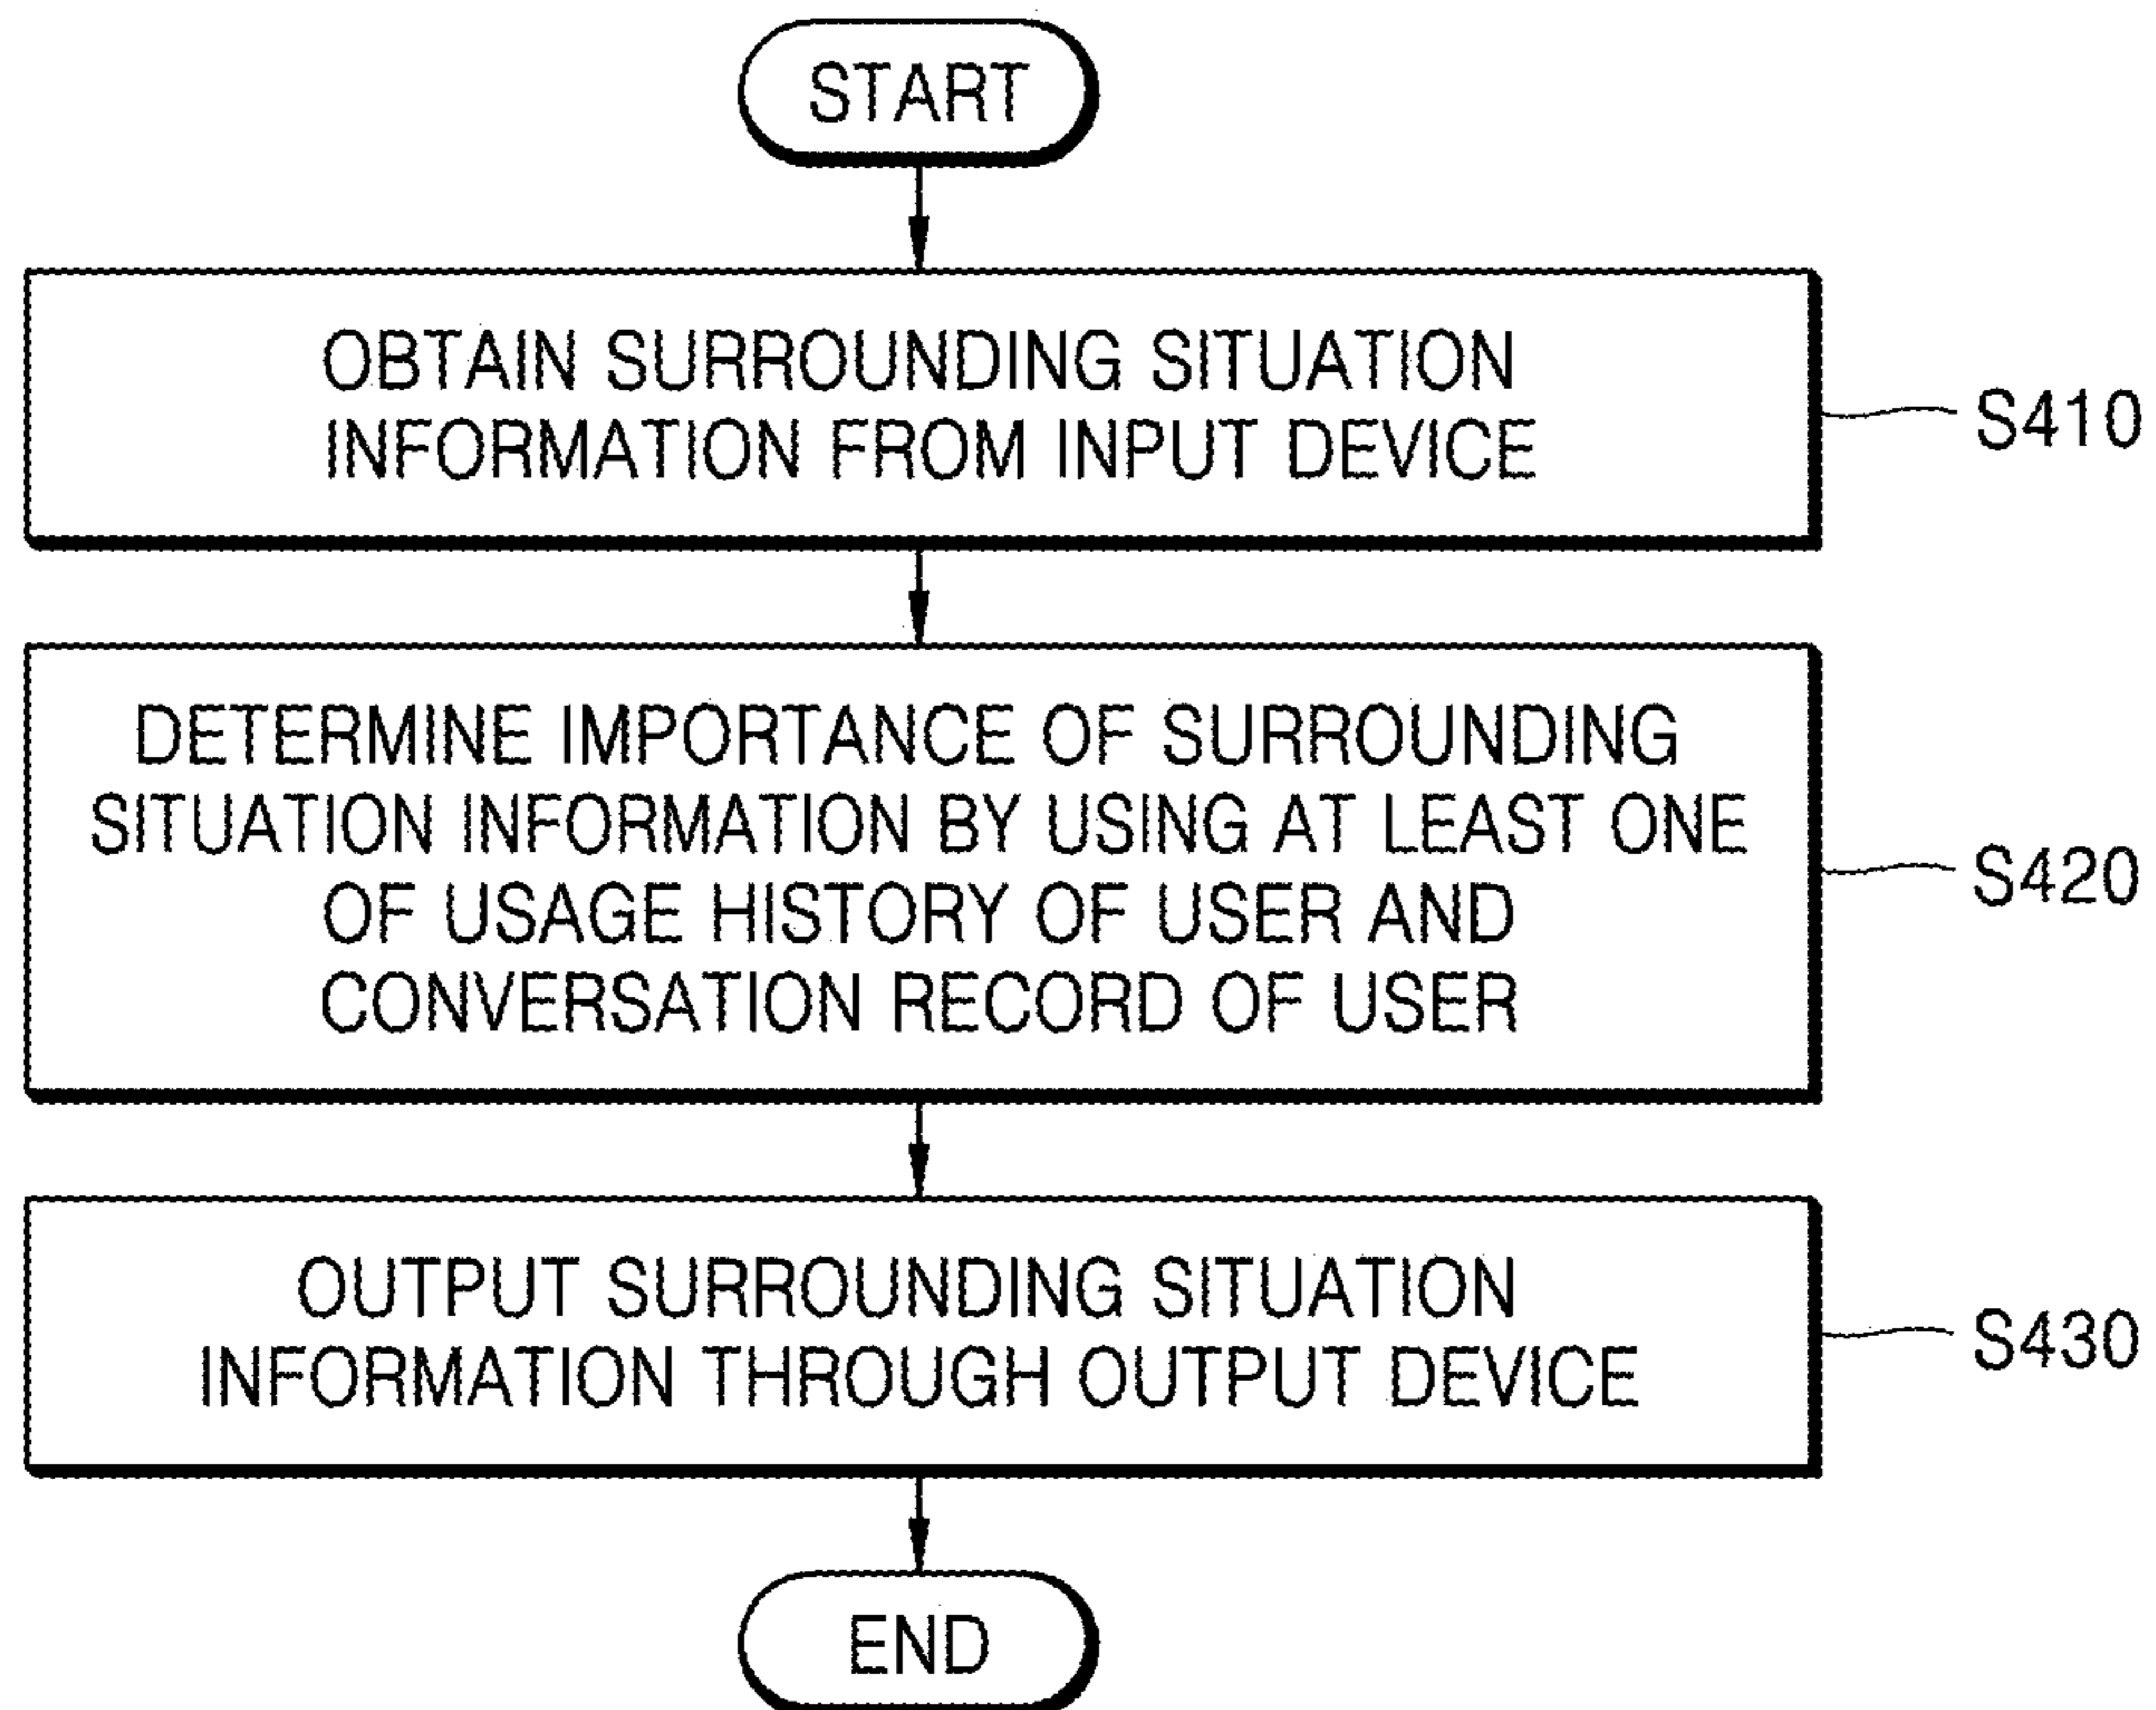 START
OBTAIN SURROUNDING SITUATION
INFORMATION FROM INPUT DEVICE
S410
DETERMINE IMPORTANCE OF SURROUNDING
SITUATION INFORMATION BY USING AT LEAST ONE
OF USAGE HISTORY OF USER AND
CONVERSATION RECORD OF USER
S420
OUTPUT SURROUNDING SITUATION
INFORMATION THROUGH OUTPUT DEVICE
S430
END